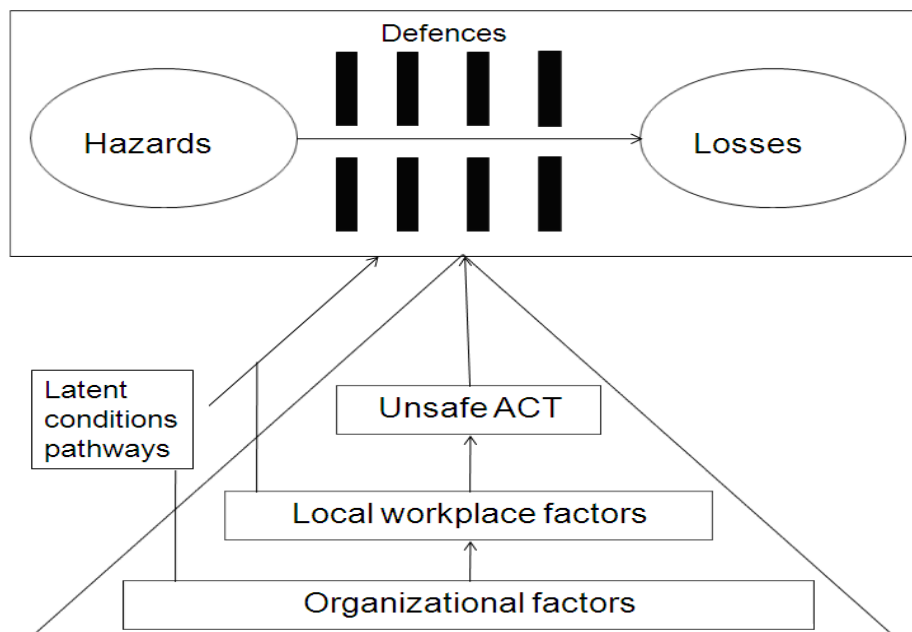 Defences
Hazards
Losses
Latent
conditions
pathways
Unsafe ACT
Local workplace factors
Organizational factors